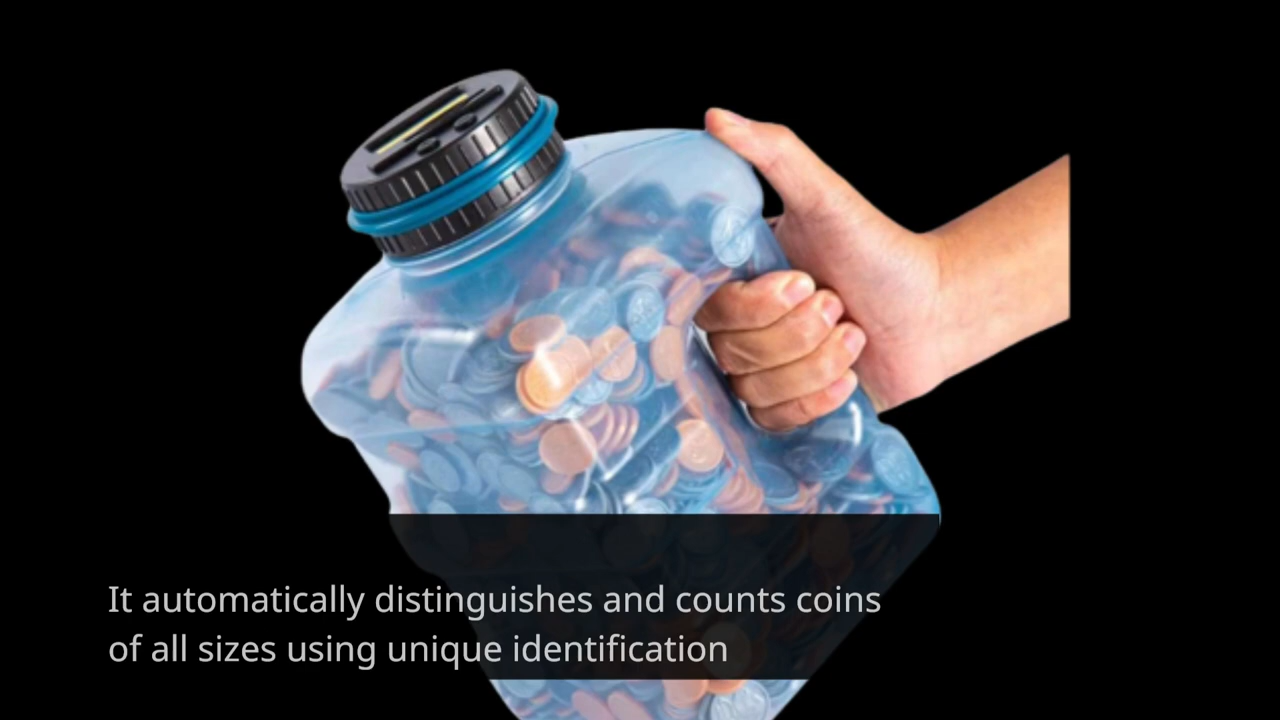 It automatically distinguishes and counts coins
of all sizes using unique identification